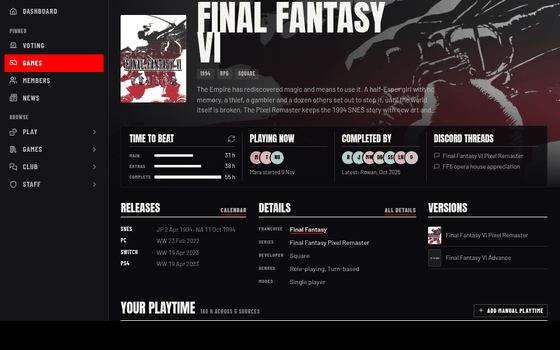 DASHBOARD
PINNED
VOTING
GAMES
MEMBERS
NEWS
BROWSE
PLAY
GAMES
CLUB
STAFF
FINAL FANTASY VI
FINAL FANTASY
VI
1994 RPG SQUARE
The Empire has rediscovered magic and means to use it. A half-Esper girl with no
memory, a thief, a gambler and a dozen others set out to stop it, until the world
itself is broken. The Pixel Remaster keeps the 1994 SNES story with new art and
TIME TO BEAT
MAIN 31 h
EXTRAS 38 h
COMPLETE 55 h
PLAYING NOW
M T NU
Mara started 9 Nov
COMPLETED BY
R J MW DG SE LH G
Latest: Rowan, Oct 2026
DISCORD THREADS
Final Fantasy VI Pixel Remaster
FF6 opera house appreciation
RELEASES CALENDAR
SNES JP 2 Apr 1994 · NA 11 Oct 1994
PC WW 23 Feb 2022
SWITCH WW 19 Apr 2023
PS4 WW 19 Apr 2023
DETAILS ALL DETAILS
FRANCHISE Final Fantasy
SERIES Final Fantasy Pixel Remaster
DEVELOPER Square
GENRES Role-playing, Turn-based
MODES Single player
VERSIONS
Final Fantasy VI Pixel Remaster
Final Fantasy VI Advance
YOUR PLAYTIME 180 H ACROSS 5 SOURCES
+ ADD MANUAL PLAYTIME